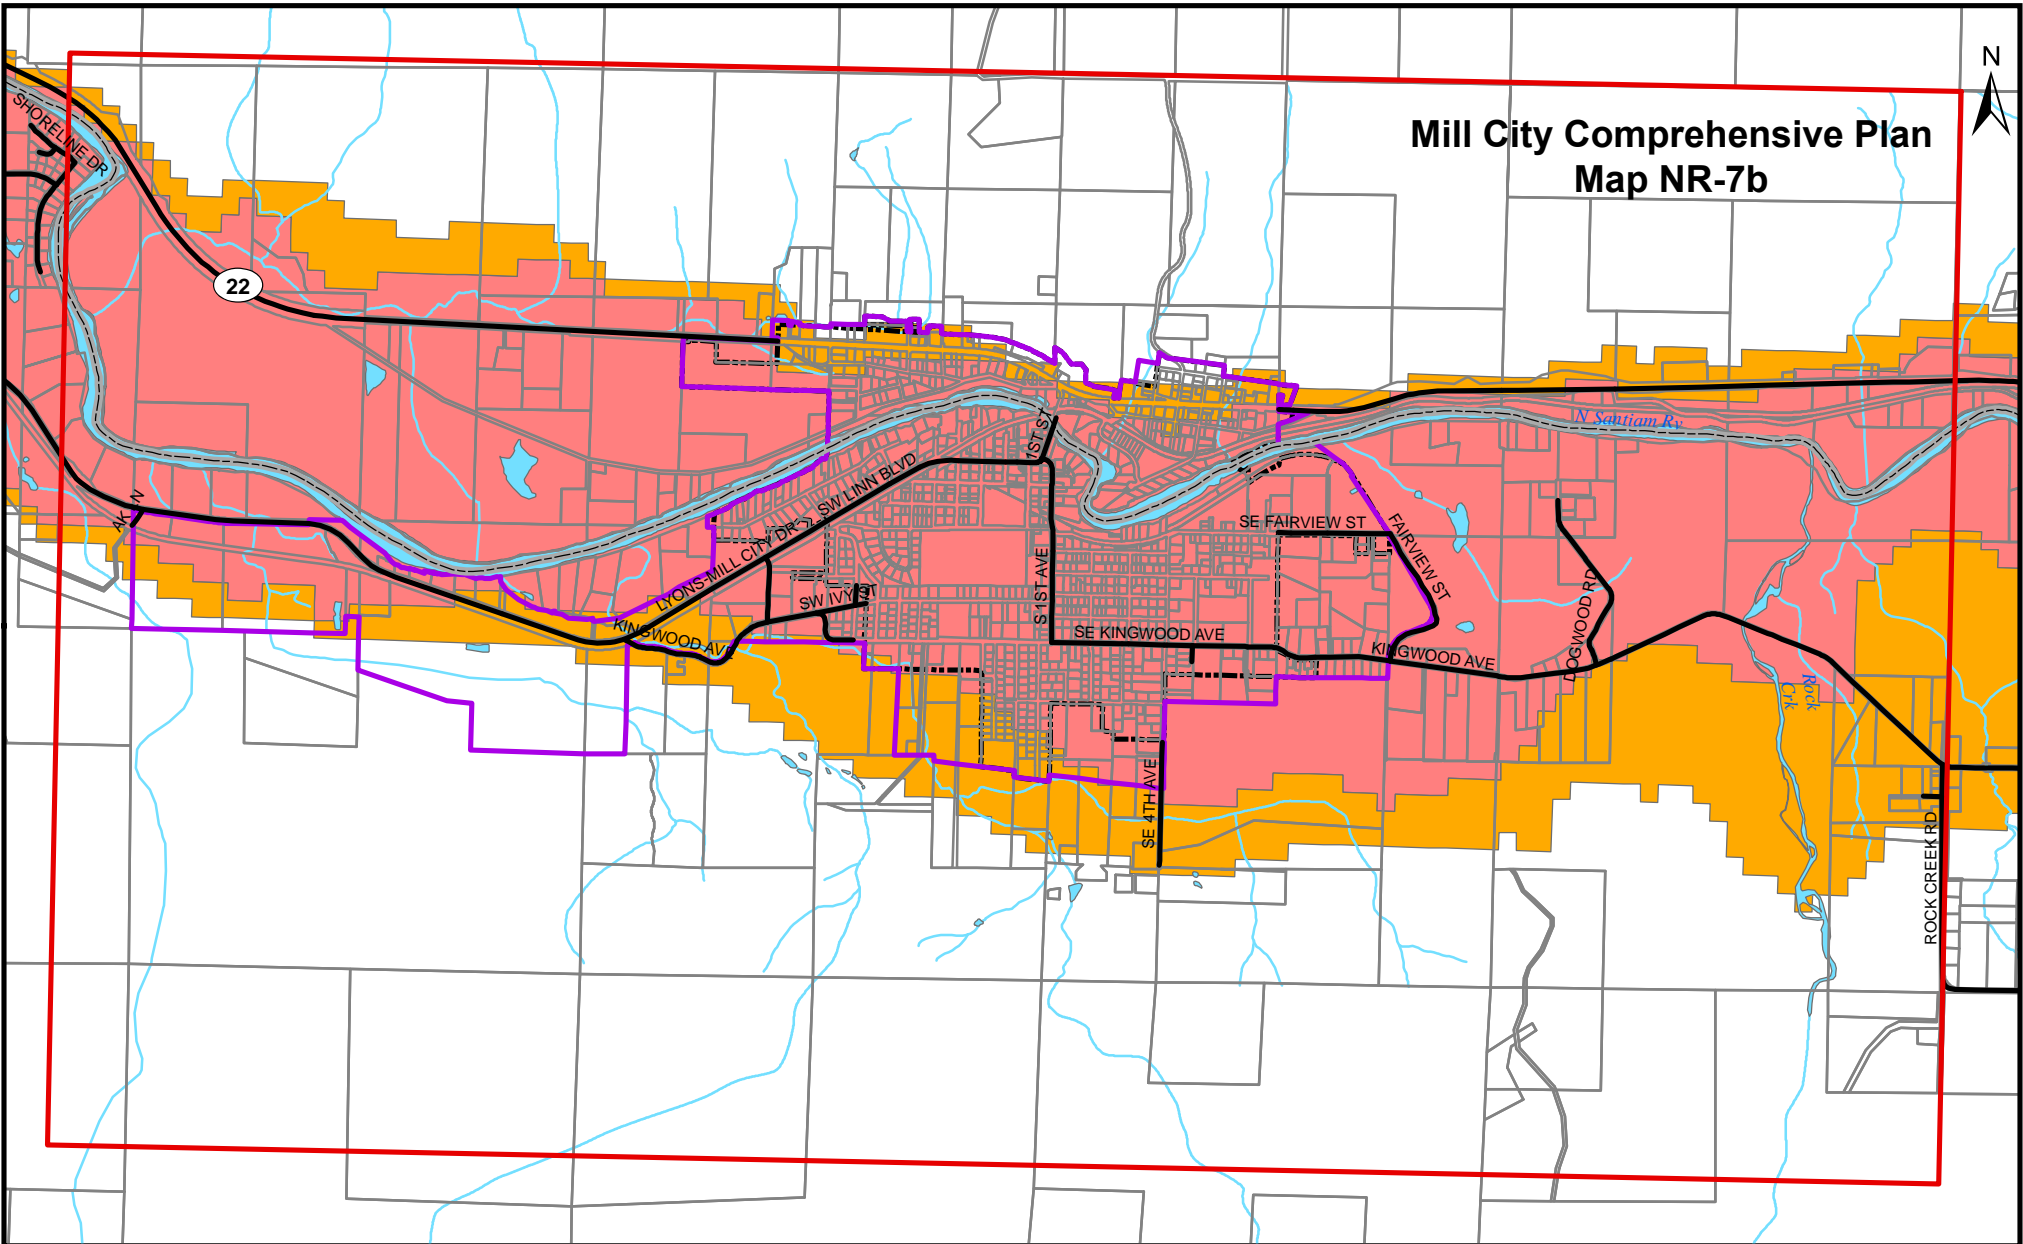 N
Mill City Comprehensive Plan
Map NR-7b
SHORELINE DR
22
N Santiam Rv
1ST ST
SW LINN BLVD
LYONS-MILL CITY DR
AK N
SE FAIRVIEW ST
FAIRVIEW ST
S 1ST AVE
SW IVY ST
KINGWOOD AVE
SE KINGWOOD AVE
KINGWOOD AVE
DOGWOOD RD
Rock
Crk
SE 4TH AVE
ROCK CREEK RD